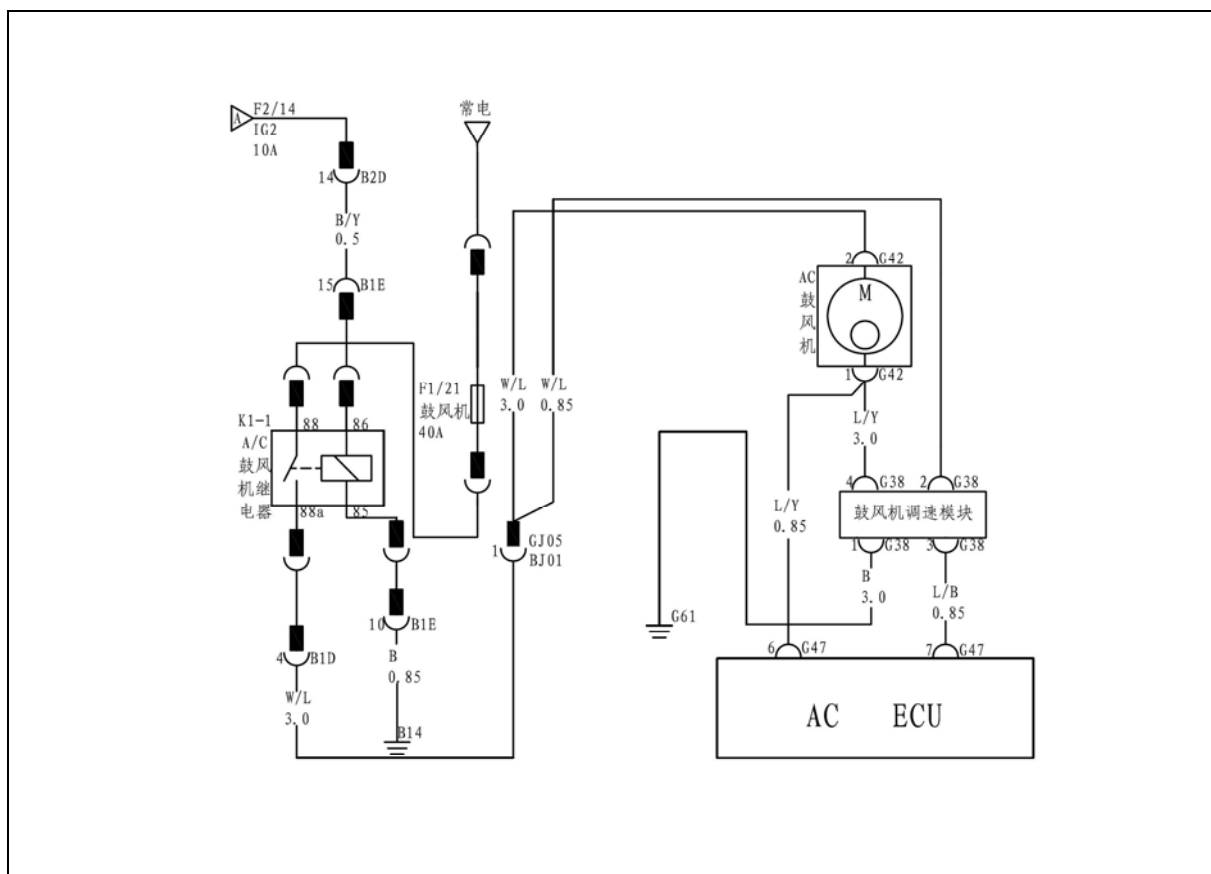 A
F2/14
IG2
10A
14 B2D
B/Y
0.5
15 B1E
常电
K1-1
A/C
鼓风
机继
电器
88 86
88a 85
F1/21
鼓风机
40A
W/L
3.0
W/L
0.85
4 B1D
W/L
3.0
10 B1E
B
0.85
B14
1 GJ05
BJ01
2 G42
AC
鼓
风
机
M
1 G42
L/Y
3.0
L/Y
0.85
4 G38 2 G38
鼓风机调速模块
1 G38 3 G38
B
3.0
L/B
0.85
G61
6 G47 7 G47
AC ECU